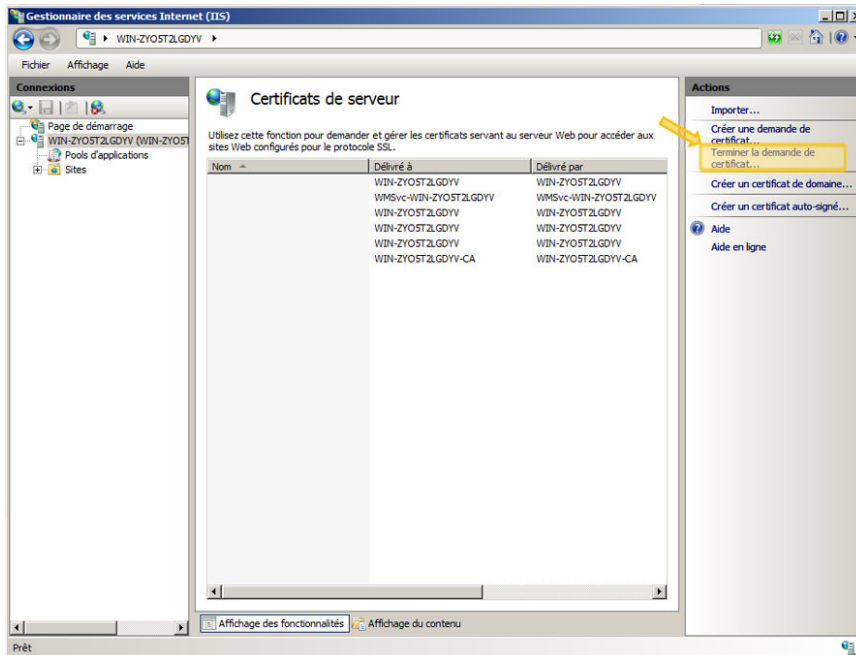 Gestionnaire des services Internet (IIS)
WIN-ZYO5T2LGDYV
Fichier Affichage Aide
Connexions
Page de démarrage
WIN-ZYO5T2LGDYV (WIN-ZYO5T
Pools d'applications
Sites
Certificats de serveur
Utilisez cette fonction pour demander et gérer les certificats servant au serveur Web pour accéder aux
sites Web configurés pour le protocole SSL.
Nom Délivré à Délivré par
WIN-ZYO5T2LGDYV WIN-ZYO5T2LGDYV
WMSvc-WIN-ZYO5T2LGDYV WMSvc-WIN-ZYO5T2LGDYV
WIN-ZYO5T2LGDYV WIN-ZYO5T2LGDYV
WIN-ZYO5T2LGDYV WIN-ZYO5T2LGDYV
WIN-ZYO5T2LGDYV WIN-ZYO5T2LGDYV
WIN-ZYO5T2LGDYV-CA WIN-ZYO5T2LGDYV-CA
Affichage des fonctionnalités Affichage du contenu
Actions
Importer...
Créer une demande de
certificat...
Terminer la demande de
certificat...
Créer un certificat de domaine...
Créer un certificat auto-signé...
Aide
Aide en ligne
Prêt